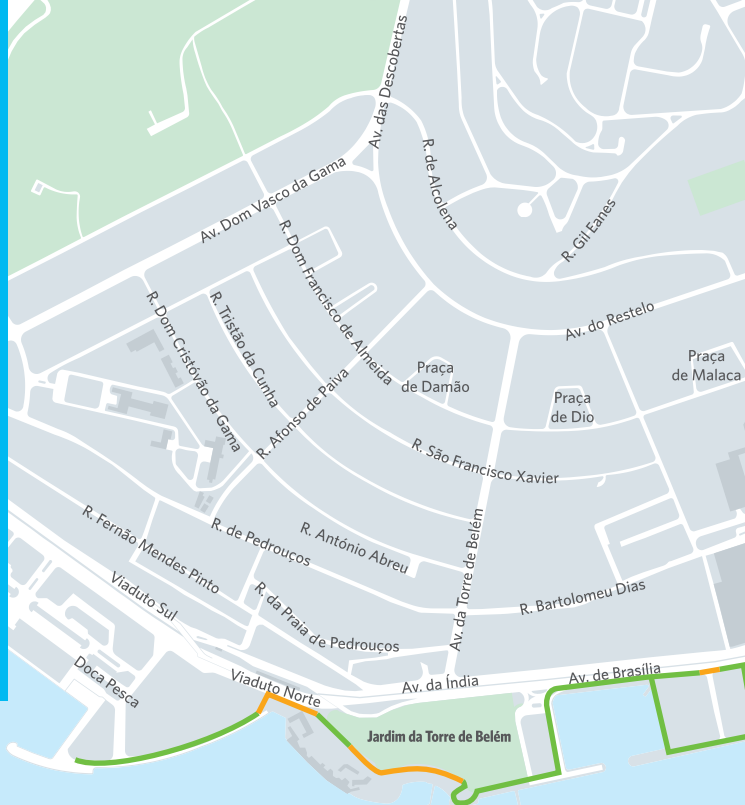 Av. das Descobertas
R. de Alcolena
Av. Dom Vasco da Gama
R. Gil Eanes
R. Dom Francisco de Almeida
R. Dom Cristóvão da Gama
R. Tristão da Cunha
Av. do Restelo
Praça
de Damão
Praça
de Malaca
Praça
de Dio
R. Afonso de Paiva
R. São Francisco Xavier
R. Fernão Mendes Pinto
R. de Pedrouços
R. António Abreu
Av. da Torre de Belém
R. Bartolomeu Dias
Viaduto Sul
R. da Praia de Pedrouços
Doca Pesca
Viaduto Norte
Av. da Índia
Av. de Brasília
Jardim da Torre de Belém